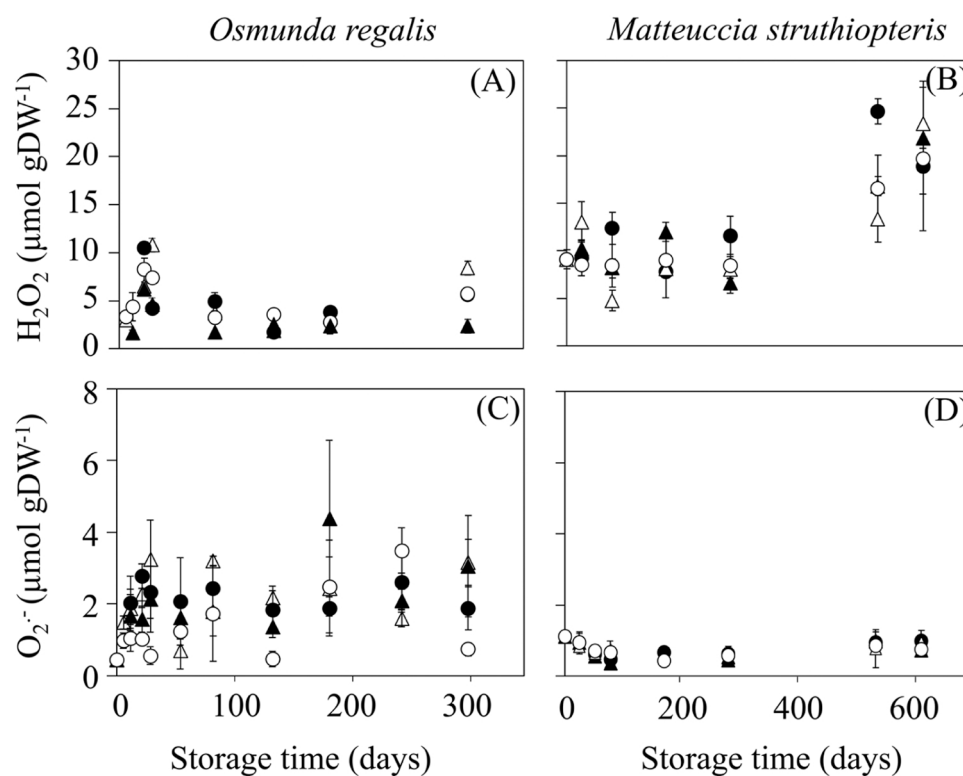 Osmunda regalis
Matteuccia struthiopteris
(A)
(B)
H₂O₂ (μmol gDW⁻¹)
30
25
20
15
10
5
0
(C)
(D)
O₂·⁻ (μmol gDW⁻¹)
8
6
4
2
0
0 100 200 300
0 200 400 600
Storage time (days)
Storage time (days)